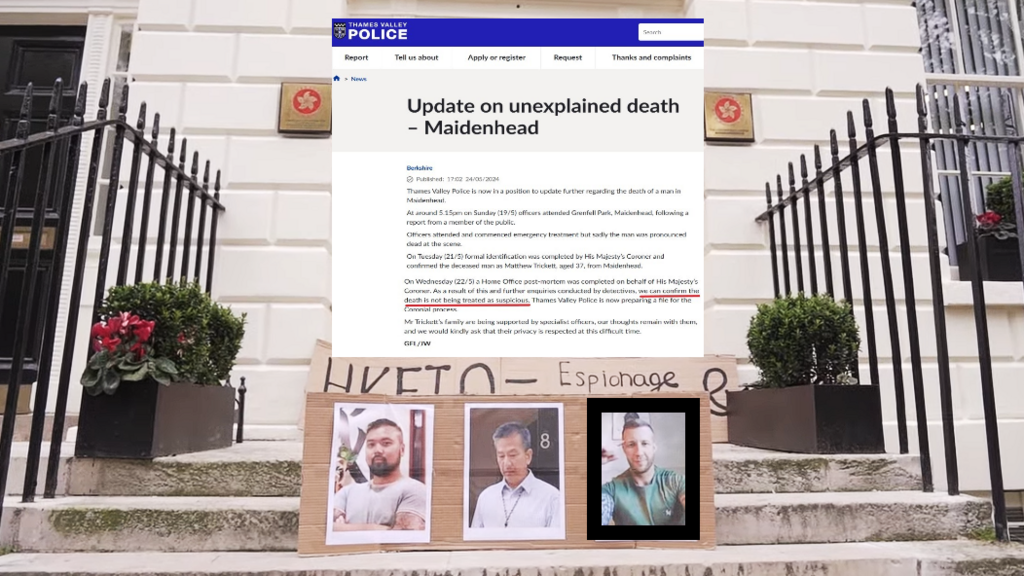 THAMES VALLEY
POLICE
Search
Report Tell us about Apply or register Request Thanks and complaints
> News
Update on unexplained death
– Maidenhead
Berkshire
Published: 17:02 24/05/2024
Thames Valley Police is now in a position to update further regarding the death of a man in
Maidenhead.
At around 5.15pm on Sunday (19/5) officers attended Grenfell Park, Maidenhead, following a
report from a member of the public.
Officers attended and commenced emergency treatment but sadly the man was pronounced
dead at the scene.
On Tuesday (21/5) formal identification was completed by His Majesty's Coroner and
confirmed the deceased man as Matthew Trickett, aged 37, from Maidenhead.
On Wednesday (22/5) a Home Office post-mortem was completed on behalf of His Majesty's
Coroner. As a result of this and further enquiries conducted by detectives, we can confirm the
death is not being treated as suspicious. Thames Valley Police is now preparing a file for the
Coronial process.
Mr Trickett's family are being supported by specialist officers, our thoughts remain with them,
and we would kindly ask that their privacy is respected at this difficult time.
GFL/JW
HKETO – Espionage &
8